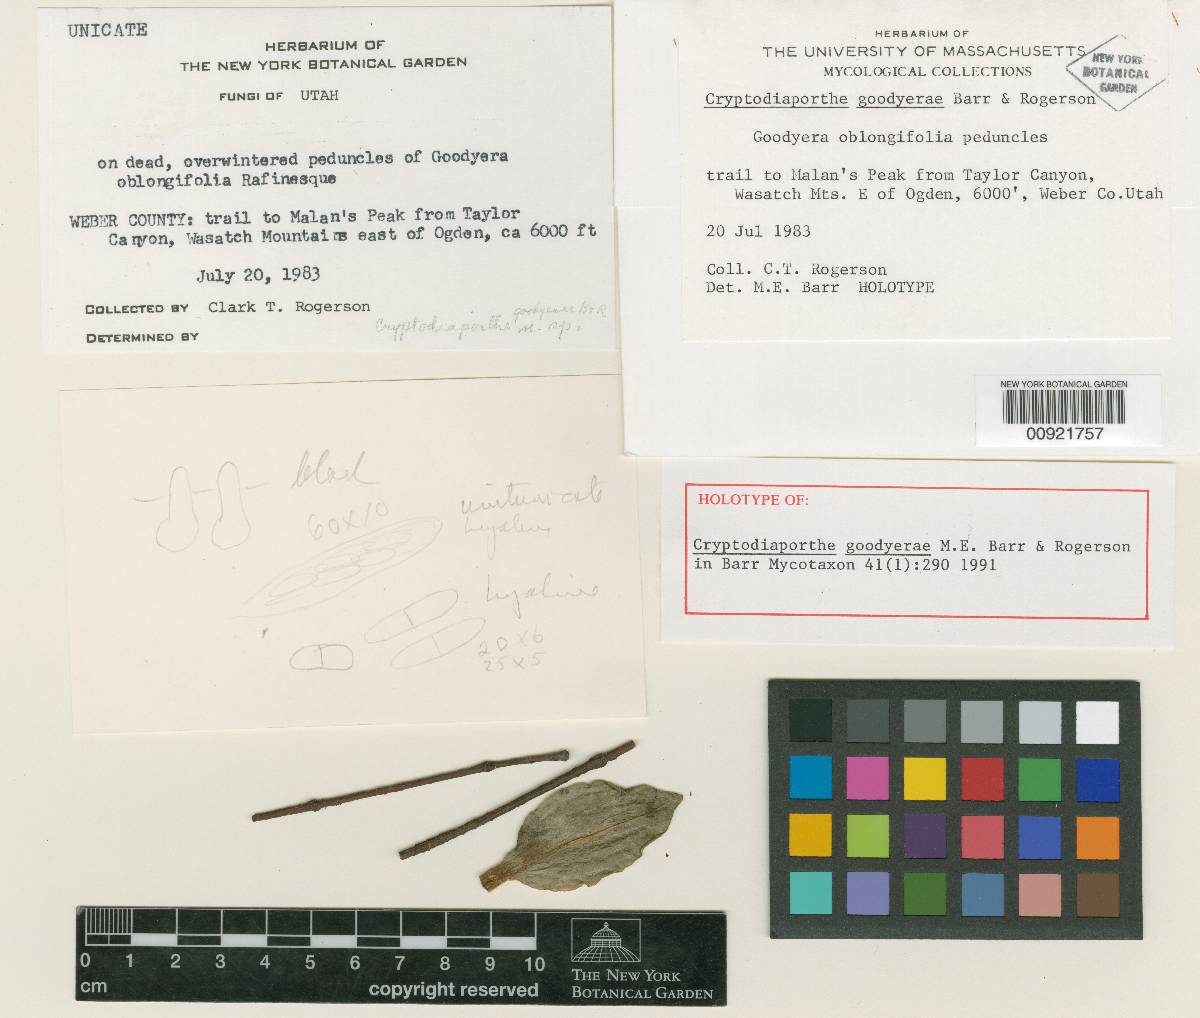 UNICATE
HERBARIUM OF
THE NEW YORK BOTANICAL GARDEN
FUNGI OF UTAH
on dead, overwintered peduncles of Goodyera
oblongifolia Rafinesque
WEBER COUNTY: trail to Malan's Peak from Taylor
Canyon, Wasatch Mountains east of Ogden, ca 6000 ft
July 20, 1983
COLLECTED BY Clark T. Rogerson
goodyerae B+R
Cryptodiaporthe n. sp.
DETERMINED BY
HERBARIUM OF
THE UNIVERSITY OF MASSACHUSETTS
MYCOLOGICAL COLLECTIONS
NEW YORK
BOTANICAL
GARDEN
Cryptodiaporthe goodyerae Barr & Rogerson
Goodyera oblongifolia peduncles
trail to Malan's Peak from Taylor Canyon,
Wasatch Mts. E of Ogden, 6000', Weber Co.Utah
20 Jul 1983
Coll. C.T. Rogerson
Det. M.E. Barr HOLOTYPE
NEW YORK BOTANICAL GARDEN
00921757
HOLOTYPE OF:
Cryptodiaporthe goodyerae M.E. Barr & Rogerson
in Barr Mycotaxon 41(1):290 1991
60x10
hyaline
hyaline
20 x 6
25 x 5
0 1 2 3 4 5 6 7 8 9 10
cm
copyright reserved
THE NEW YORK
BOTANICAL GARDEN